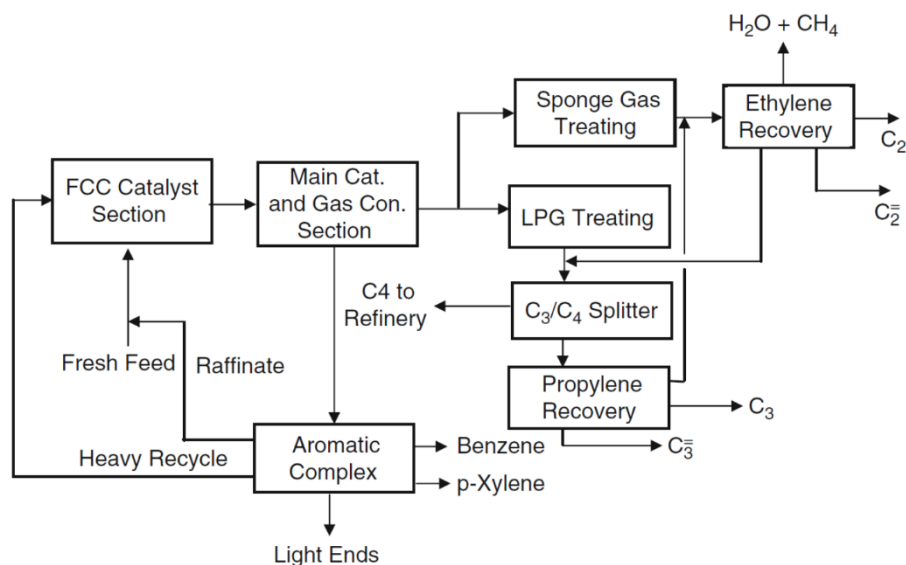 H₂O + CH₄
Sponge Gas
Treating
Ethylene
Recovery
C₂
FCC Catalyst
Section
Main Cat.
and Gas Con.
Section
LPG Treating
C₂⁼
C4 to
Refinery
C₃/C₄ Splitter
Fresh Feed
Raffinate
Propylene
Recovery
C₃
C₃⁼
Heavy Recycle
Aromatic
Complex
Benzene
p-Xylene
Light Ends